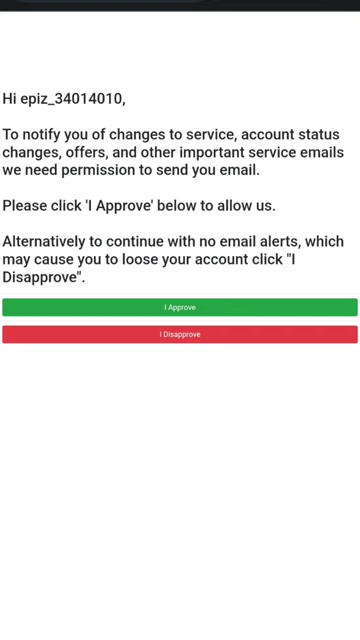 Hi epiz_34014010,
To notify you of changes to service, account status
changes, offers, and other important service emails
we need permission to send you email.
Please click 'I Approve' below to allow us.
Alternatively to continue with no email alerts, which
may cause you to loose your account click "I
Disapprove".
I Approve
I Disapprove